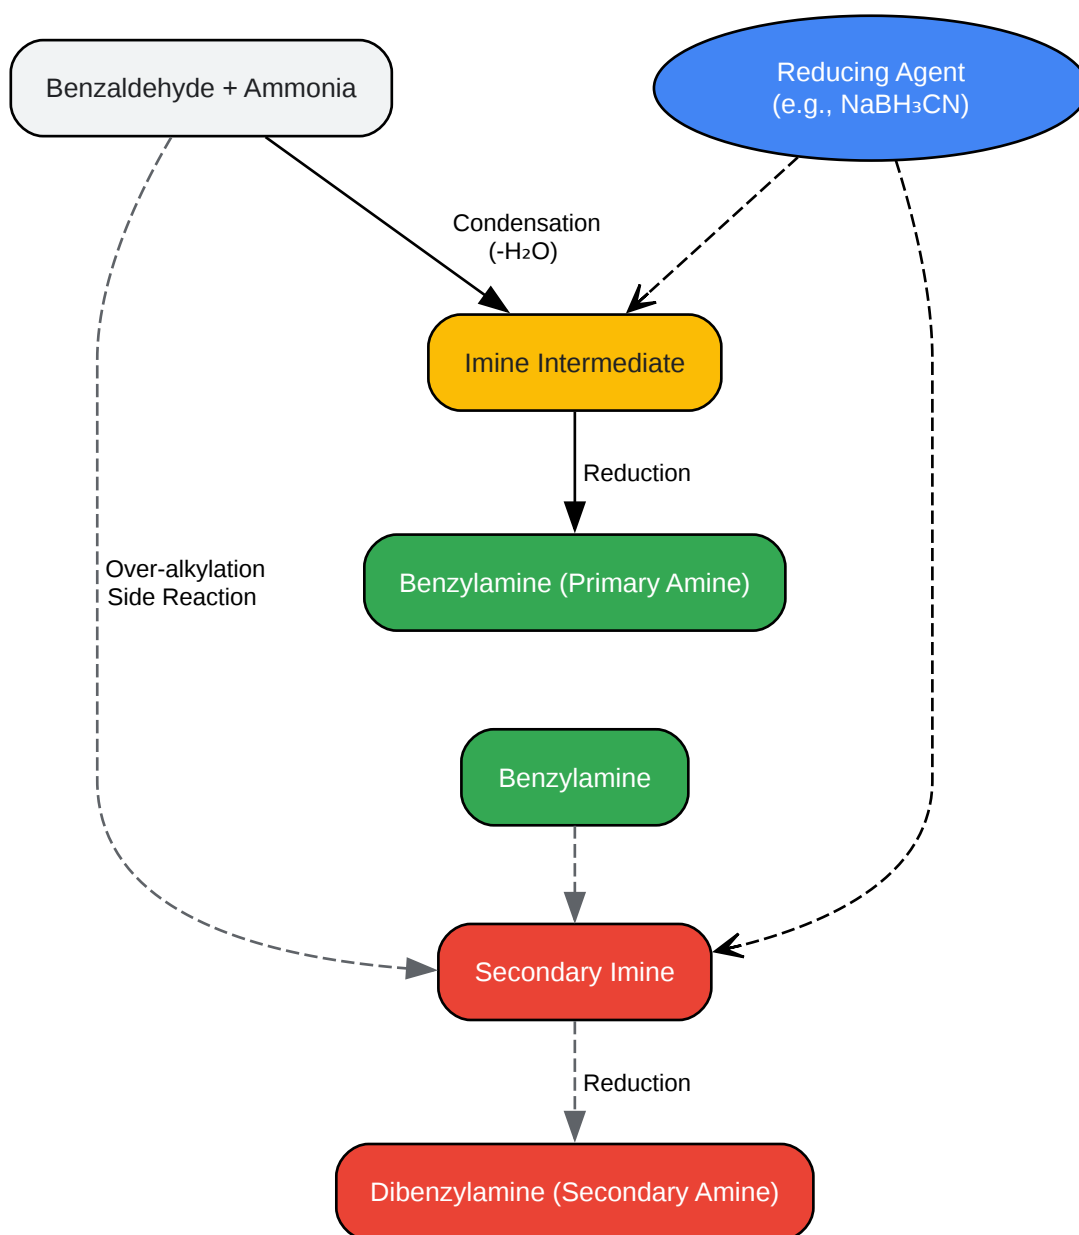 Benzaldehyde + Ammonia
Reducing Agent
(e.g., NaBH₃CN)
Condensation
(-H₂O)
Imine Intermediate
Reduction
Benzylamine (Primary Amine)
Over-alkylation
Side Reaction
Benzylamine
Secondary Imine
Reduction
Dibenzylamine (Secondary Amine)